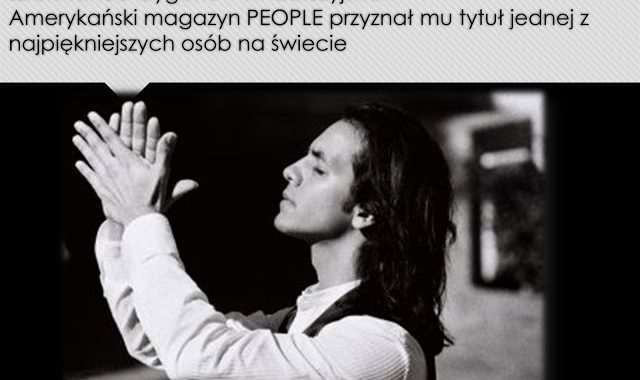 Amerykański magazyn PEOPLE przyznał mu tytuł jednej z
najpiękniejszych osób na świecie